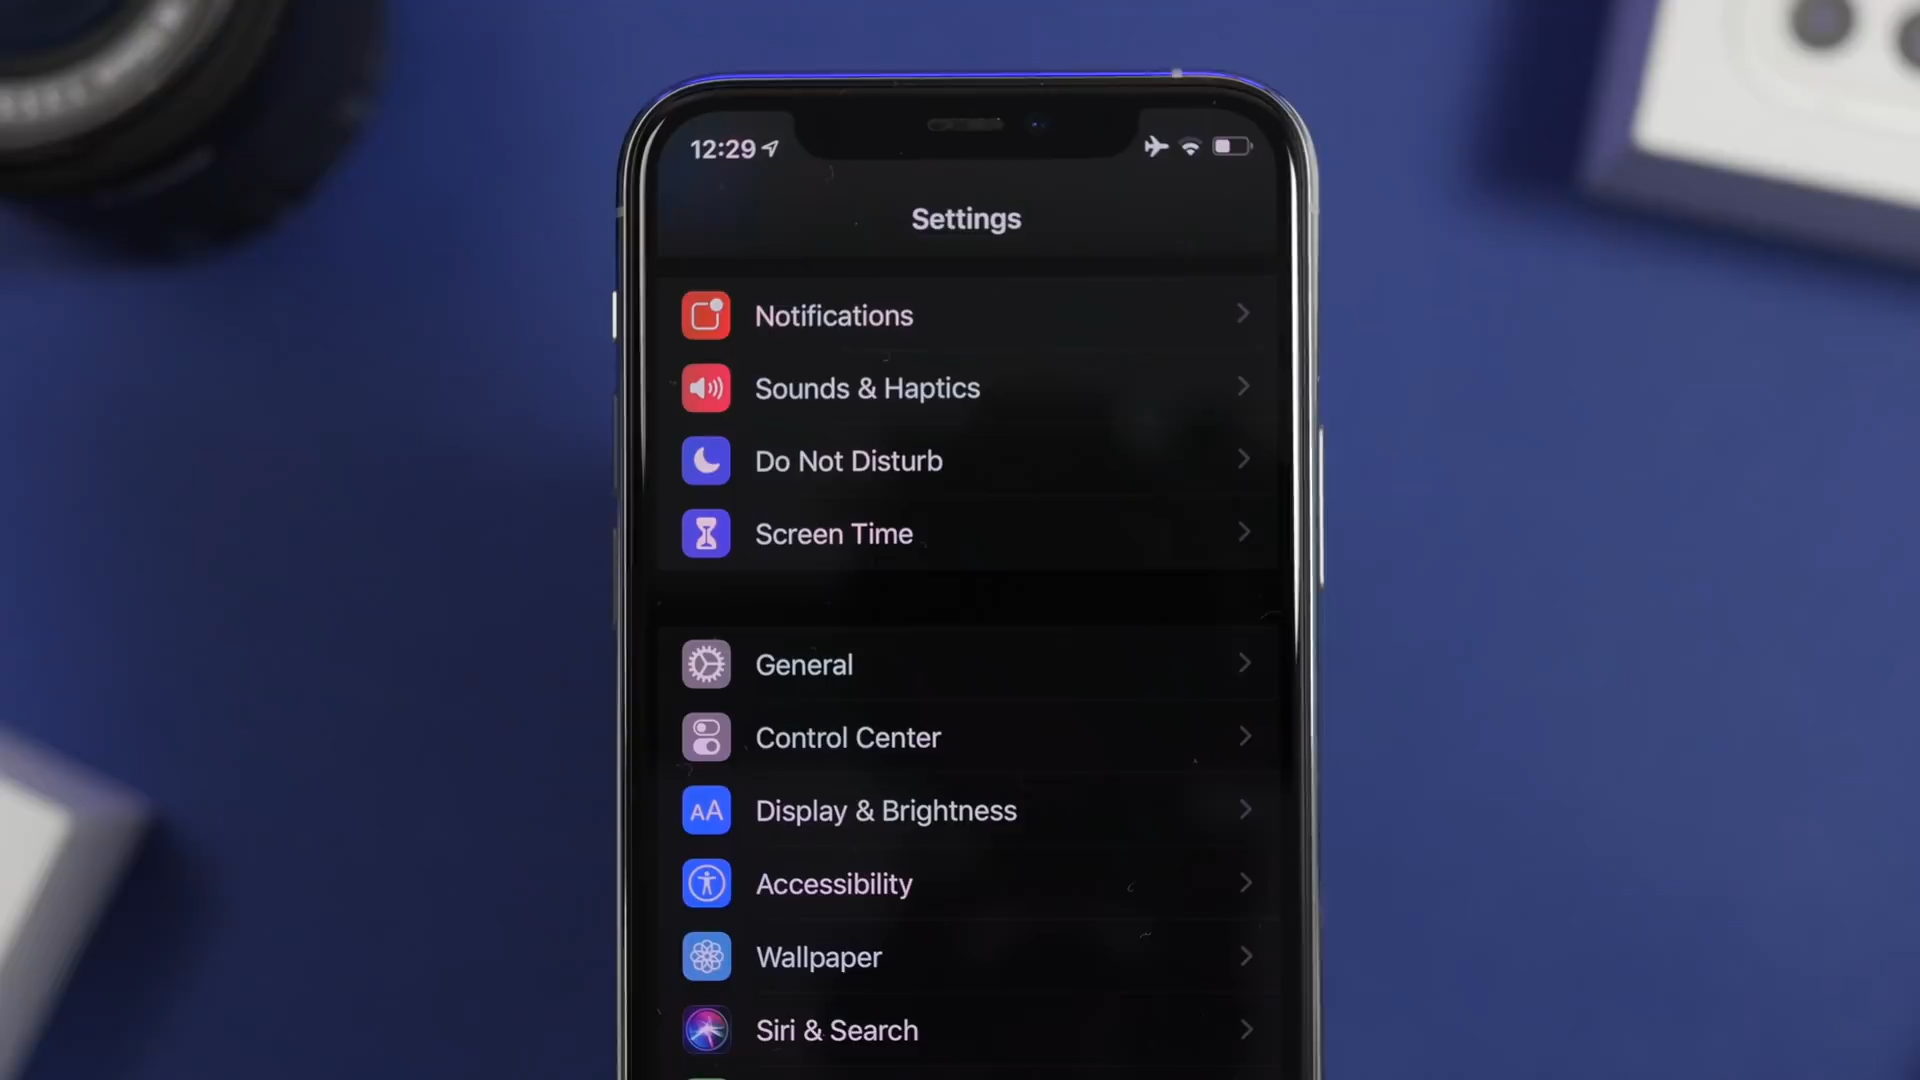 12:29
Settings
Notifications
Sounds & Haptics
Do Not Disturb
Screen Time
General
Control Center
AA
Display & Brightness
Accessibility
Wallpaper
Siri & Search